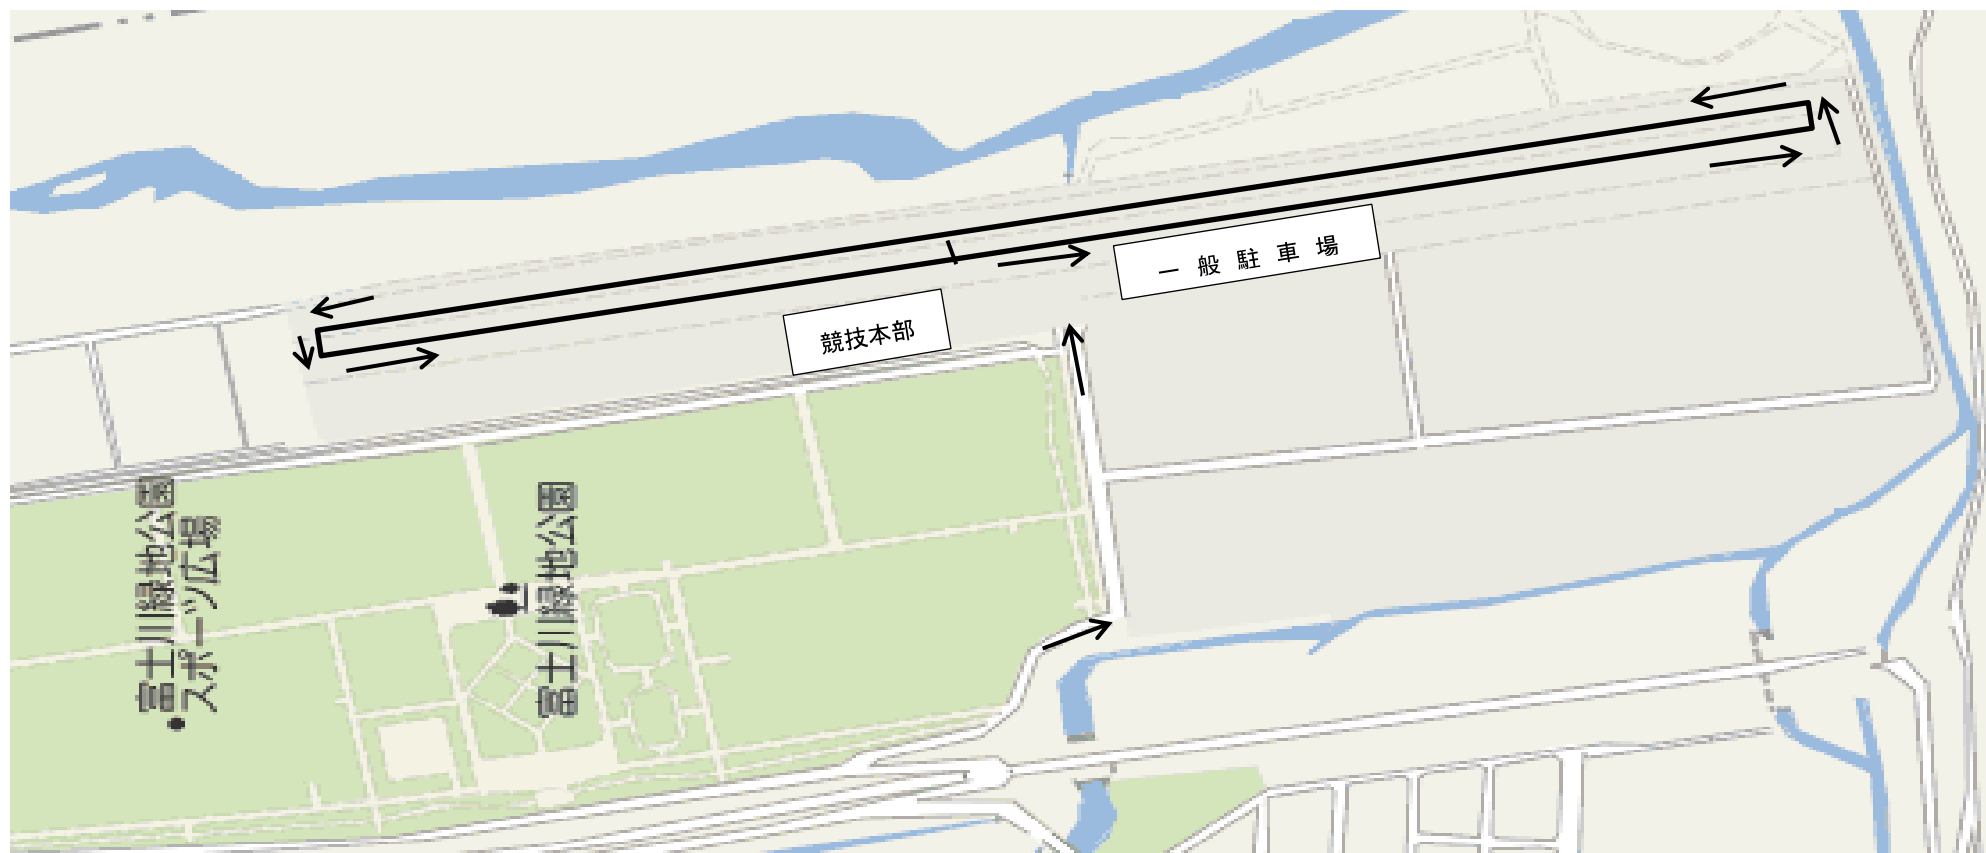 一般駐車場
競技本部
富士川緑地公園
スポーツ広場
富士川緑地公園